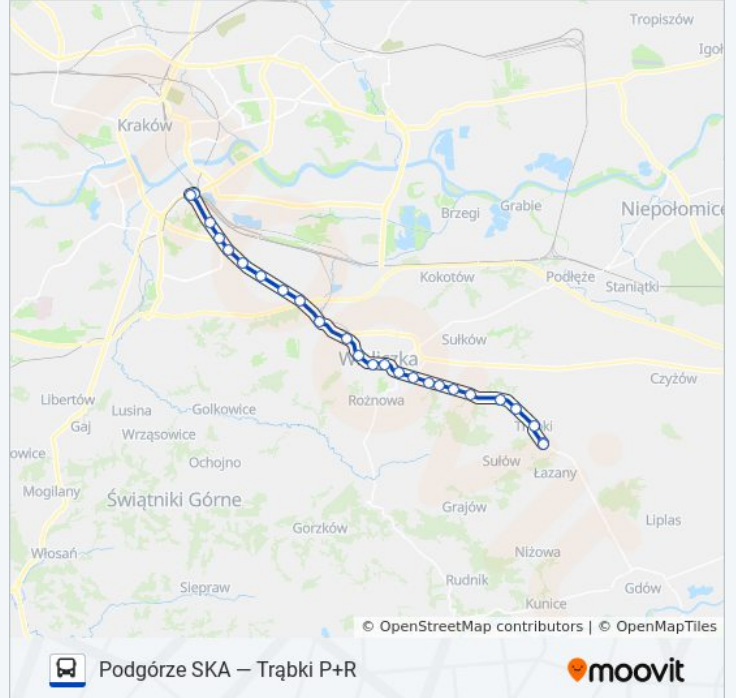 Tropiszów
Igoł
Kraków
Brzegi
Grabie
Niepołomice
Kokotów
Podłęże
Staniątki
Sułków
Wieliczka
Czyżów
Libertów
Lusina
Golkowice
Rożnowa
Gaj
Wrząsowice
Trąbki
owice
Ochojno
Sułów
Łazany
Mogilany
Świątniki Górne
Grajów
Liplas
Gorzków
Włosań
Niżowa
Siepraw
Rudnik
Gdów
Kunice
© OpenStreetMap contributors | © OpenMapTiles
Podgórze SKA — Trąbki P+R
moovit